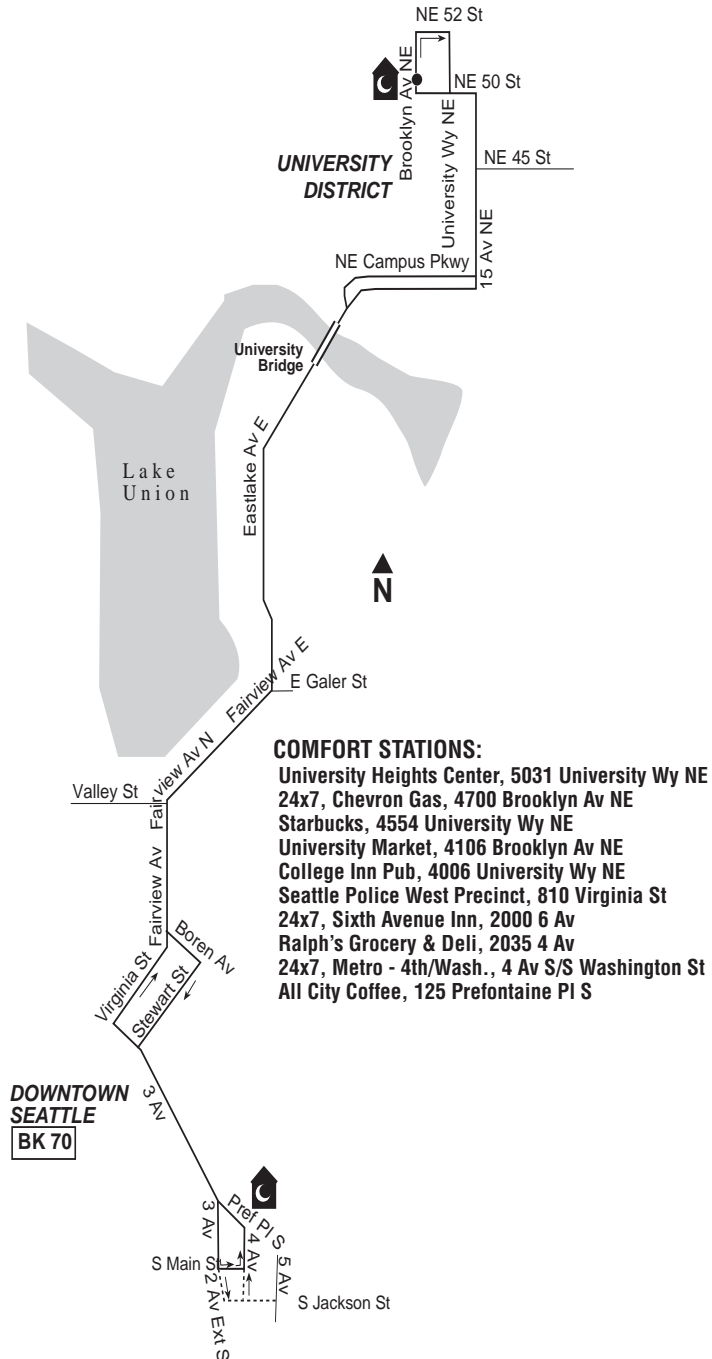 NE 52 St
Brooklyn Av NE
NE 50 St
University Wy NE
UNIVERSITY
DISTRICT
NE 45 St
15 Av NE
NE Campus Pkwy
University
Bridge
Eastlake Av E
Lake
Union
N
Fairview Av E
E Galer St
Fairview Av N
Valley St
COMFORT STATIONS:
University Heights Center, 5031 University Wy NE
24x7, Chevron Gas, 4700 Brooklyn Av NE
Starbucks, 4554 University Wy NE
University Market, 4106 Brooklyn Av NE
College Inn Pub, 4006 University Wy NE
Seattle Police West Precinct, 810 Virginia St
24x7, Sixth Avenue Inn, 2000 6 Av
Ralph's Grocery & Deli, 2035 4 Av
24x7, Metro - 4th/Wash., 4 Av S/S Washington St
All City Coffee, 125 Prefontaine Pl S
Fairview Av
Boren Av
Virginia St
Stewart St
DOWNTOWN
SEATTLE
BK 70
3 Av
3 Av
Pref Pl S
4 Av
5 Av
S Main St
2 Av Ext S
S Jackson St